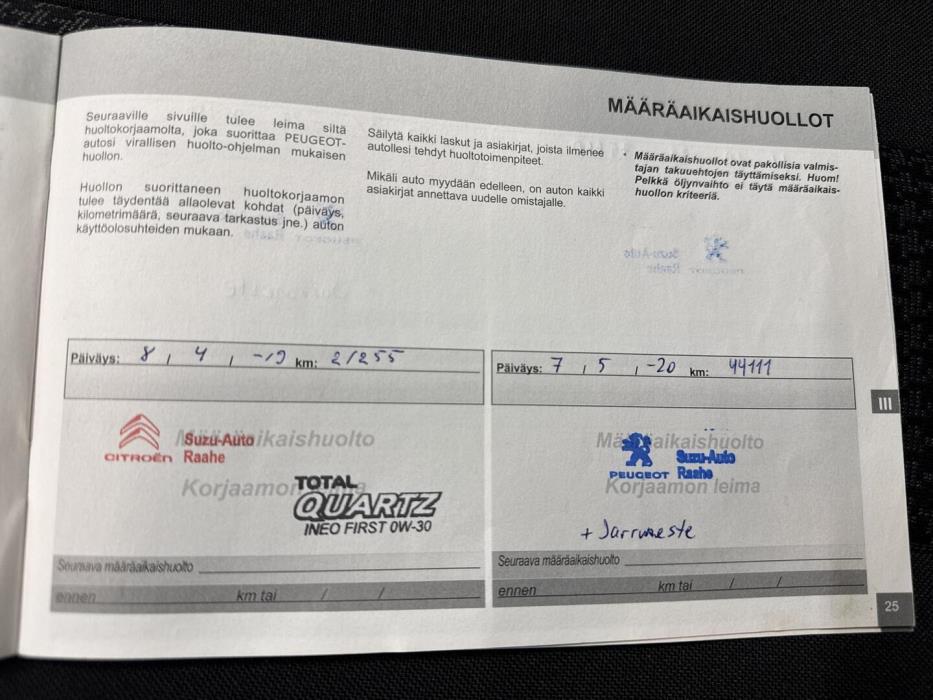 MÄÄRÄAIKAISHUOLLOT
Seuraaville sivuille tulee leima siltä
huoltokorjaamolta, joka suorittaa PEUGEOT-
autosi virallisen huolto-ohjelman mukaisen
huollon.
Huollon suorittaneen huoltokorjaamon
tulee täydentää allaolevat kohdat (päiväys,
kilometrimäärä, seuraava tarkastus jne.) auton
käyttöolosuhteiden mukaan.
Säilytä kaikki laskut ja asiakirjat, joista ilmenee
autollesi tehdyt huoltotoimenpiteet.
Mikäli auto myydään edelleen, on auton kaikki
asiakirjat annettava uudelle omistajalle.
• Määräaikaishuollot ovat pakollisia valmis-
tajan takuuehtojen täyttämiseksi. Huom!
Pelkkä öljynvaihto ei täytä määräaikais-
huollon kriteeriä.
Päiväys: 8 / 4 / -19 km: 21255
Määräaikaishuolto
CITROËN Suzu-Auto
Raahe
Korjaamon leima
TOTAL
QUARTZ
INEO FIRST 0W-30
Seuraava määräaikaishuolto
ennen km tai / /
Päiväys: 7 / 5 / -20 km: 44111
Määräaikaishuolto
PEUGEOT Suzu-Auto
Raahe
Korjaamon leima
+ Jarruneste
Seuraava määräaikaishuolto
ennen km tai / /
III
25